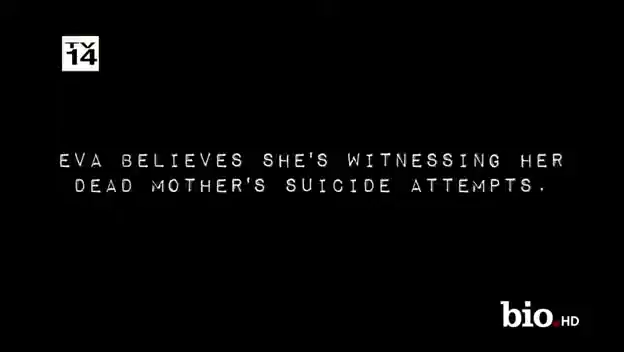 TV
14
EVA BELIEVES SHE'S WITNESSING HER
DEAD MOTHER'S SUICIDE ATTEMPTS.
bio.HD